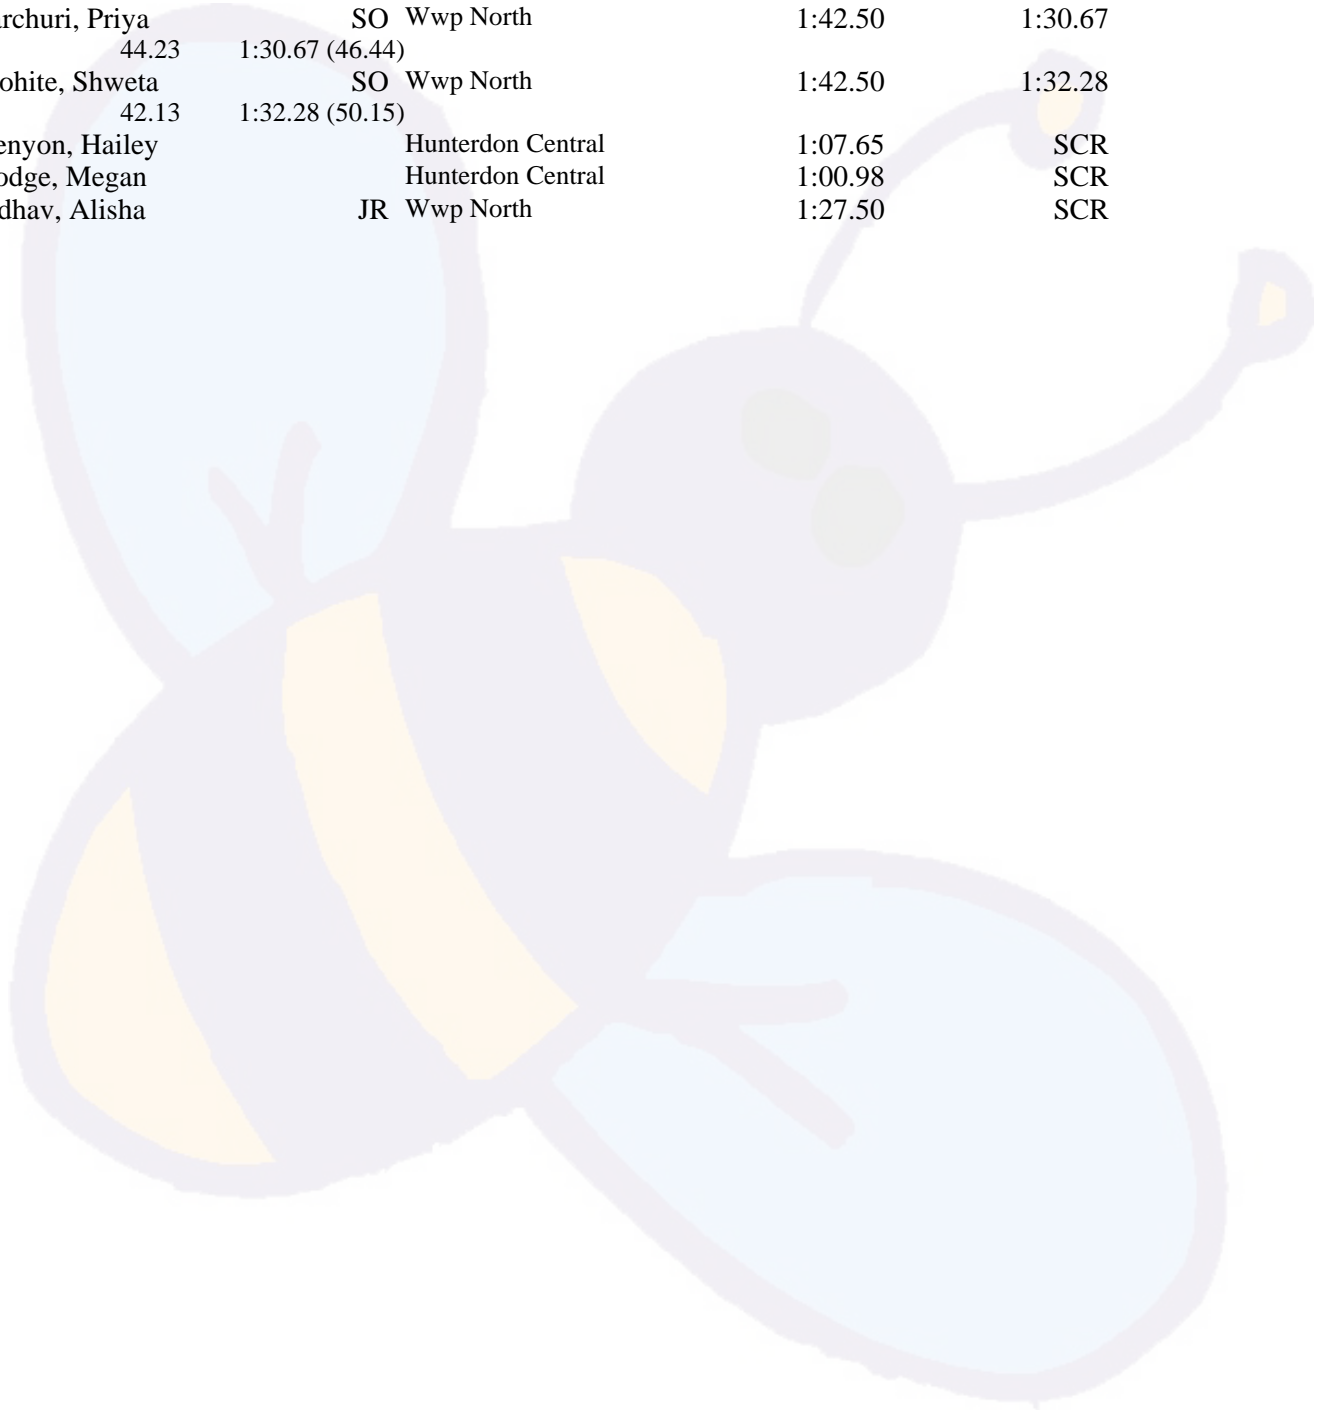 archuri, Priya SO Wwp North 1:42.50 1:30.67
44.23 1:30.67 (46.44)
ohite, Shweta SO Wwp North 1:42.50 1:32.28
42.13 1:32.28 (50.15)
enyon, Hailey Hunterdon Central 1:07.65 SCR
odge, Megan Hunterdon Central 1:00.98 SCR
dhav, Alisha JR Wwp North 1:27.50 SCR